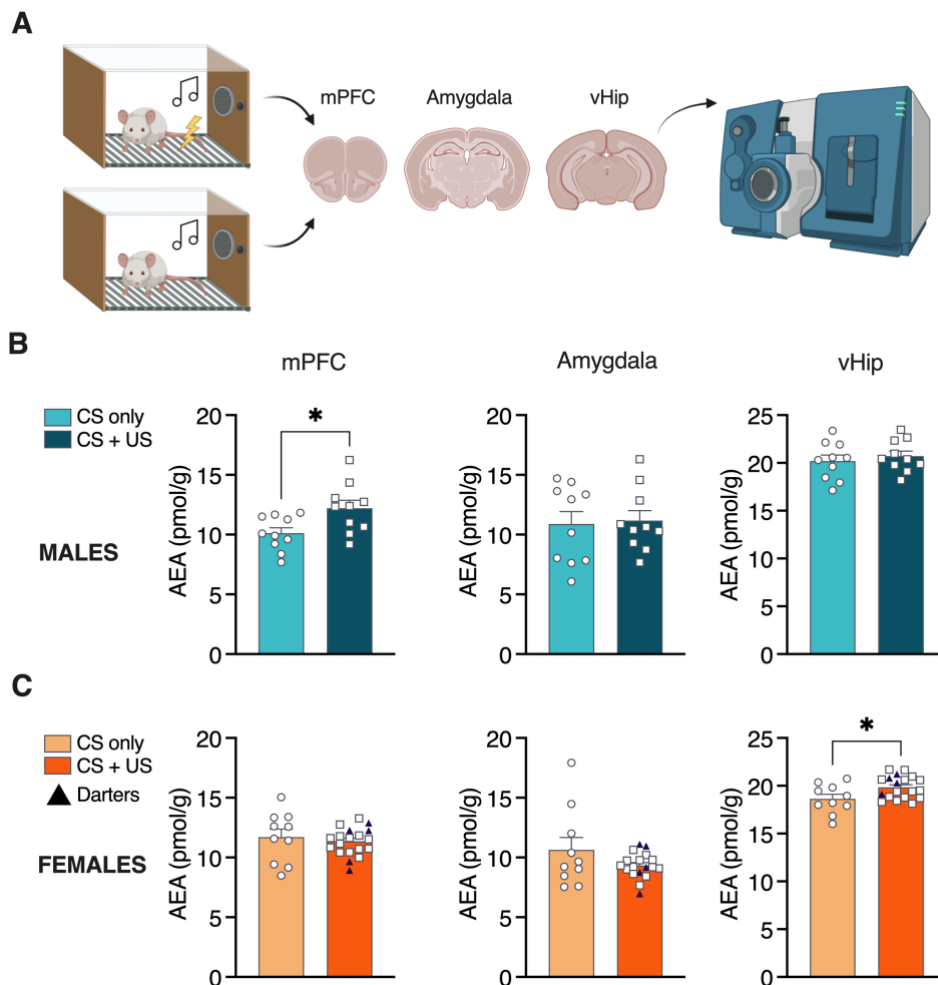 A
mPFC
Amygdala
vHip
B
mPFC
Amygdala
vHip
CS only
CS + US
MALES
AEA (pmol/g)
20
15
10
5
0
*
AEA (pmol/g)
20
15
10
5
0
AEA (pmol/g)
25
20
15
10
5
0
C
CS only
CS + US
Darters
FEMALES
AEA (pmol/g)
20
15
10
5
0
AEA (pmol/g)
20
15
10
5
0
AEA (pmol/g)
25
20
15
10
5
0
*